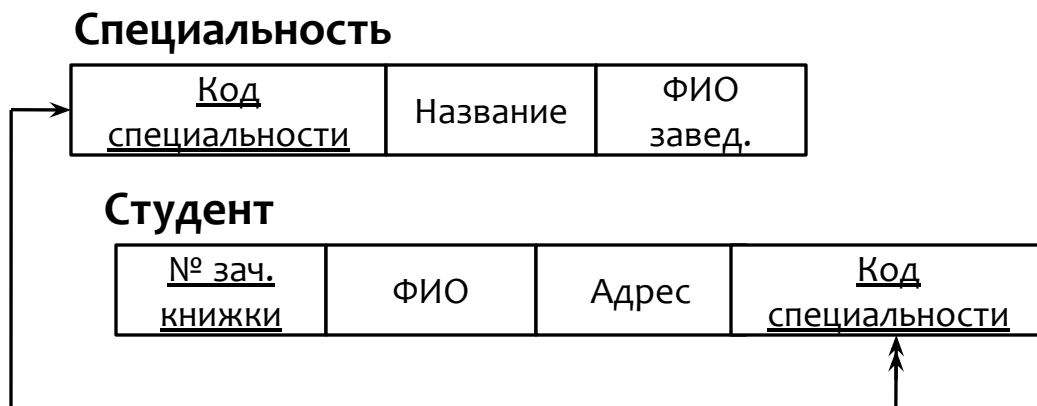 Специальность
Код
специальности
Название
ФИО
завед.
Студент
№ зач.
книжки
ФИО
Адрес
Код
специальности